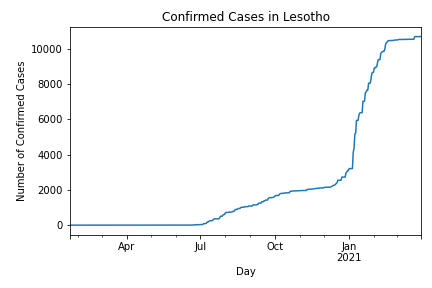 Confirmed Cases in Lesotho
Number of Confirmed Cases
10000
8000
6000
4000
2000
0
Apr
Jul
Oct
Jan
2021
Day